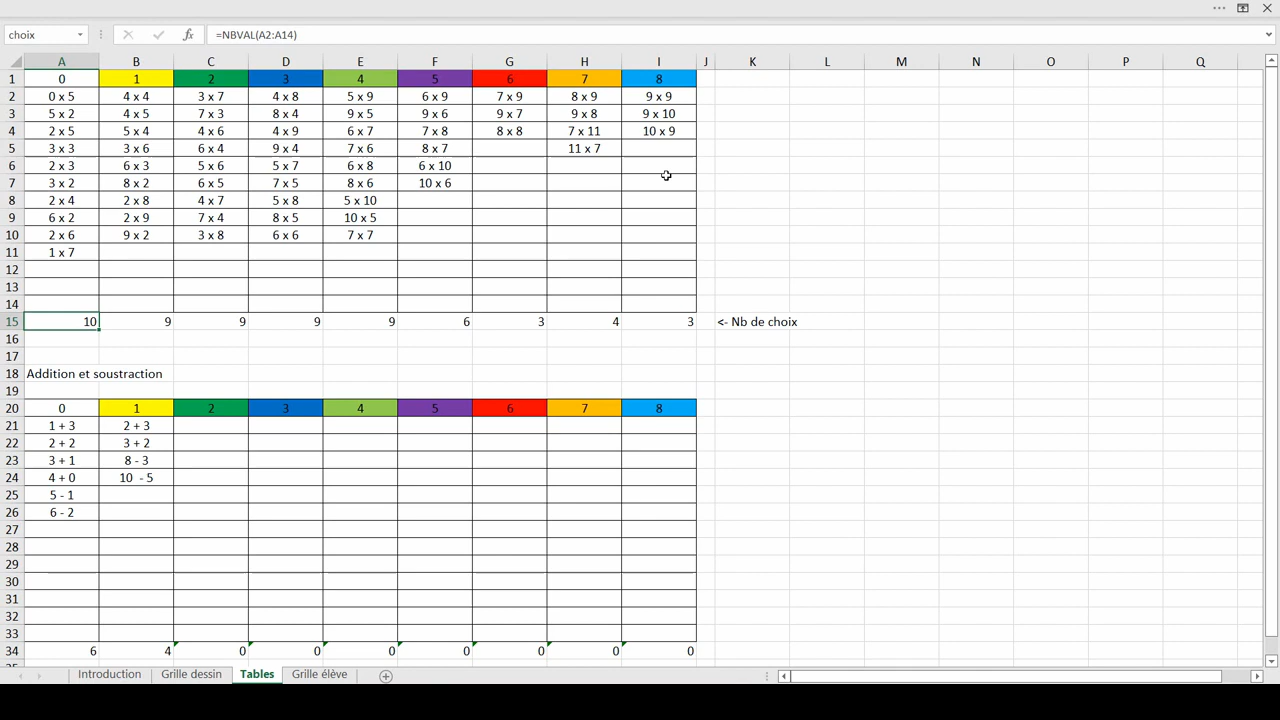 choix =NBVAL(A2:A14)
A B C D E F G H I J K L M N O P Q
1 0 1 2 3 4 5 6 7 8
2 0 x 5 4 x 4 3 x 7 4 x 8 5 x 9 6 x 9 7 x 9 8 x 9 9 x 9
3 5 x 2 4 x 5 7 x 3 8 x 4 9 x 5 9 x 6 9 x 7 9 x 8 9 x 10
4 2 x 5 5 x 4 4 x 6 4 x 9 6 x 7 7 x 8 8 x 8 7 x 11 10 x 9
5 3 x 3 3 x 6 6 x 4 9 x 4 7 x 6 8 x 7 11 x 7
6 2 x 3 6 x 3 5 x 6 5 x 7 6 x 8 6 x 10
7 3 x 2 8 x 2 6 x 5 7 x 5 8 x 6 10 x 6
8 2 x 4 2 x 8 4 x 7 5 x 8 5 x 10
9 6 x 2 2 x 9 7 x 4 8 x 5 10 x 5
10 2 x 6 9 x 2 3 x 8 6 x 6 7 x 7
11 1 x 7
12
13
14
15 10 9 9 9 9 6 3 4 3 <- Nb de choix
16
17
18 Addition et soustraction
19
20 0 1 2 3 4 5 6 7 8
21 1 + 3 2 + 3
22 2 + 2 3 + 2
23 3 + 1 8 - 3
24 4 + 0 10 - 5
25 5 - 1
26 6 - 2
27
28
29
30
31
32
33
34 6 4 0 0 0 0 0 0 0
Introduction Grille dessin Tables Grille élève